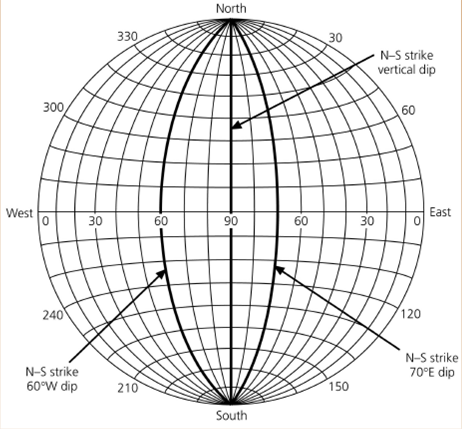 North
330
30
N–S strike
vertical dip
300
60
West 0 30 60 90 60 30 0 East
240
120
N–S strike
60°W dip
N–S strike
70°E dip
210
150
South